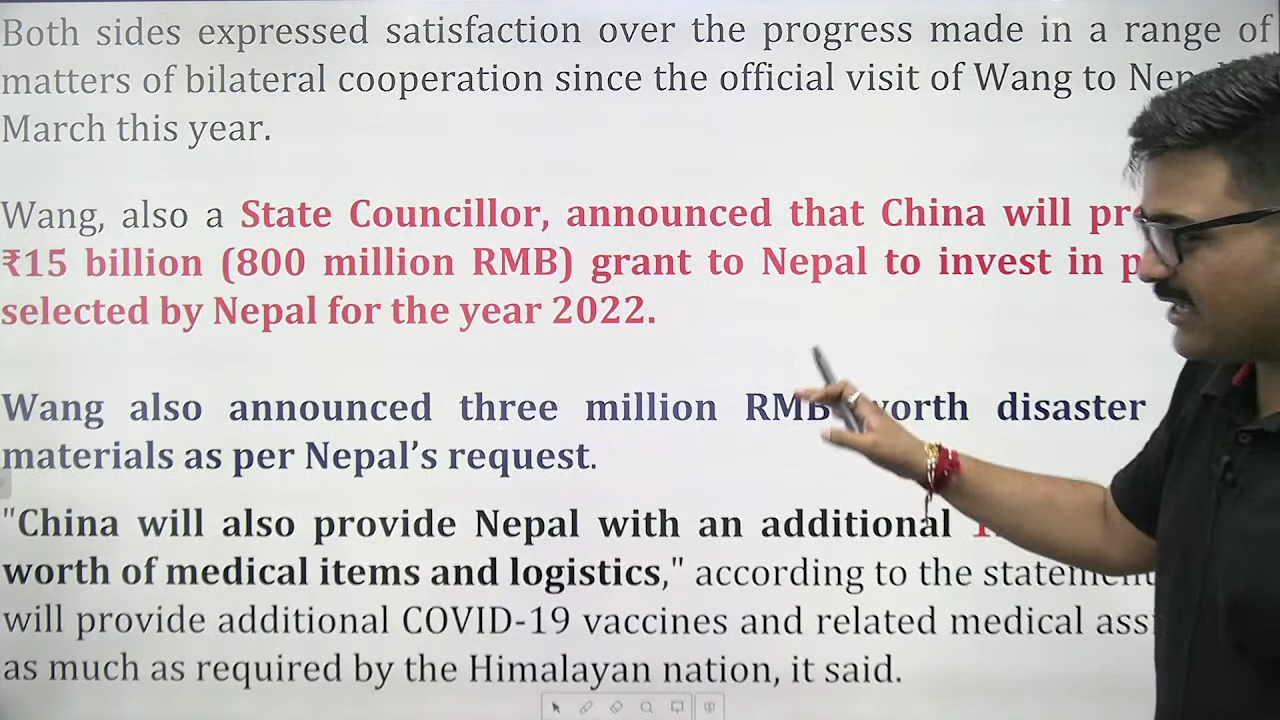 Both sides expressed satisfaction over the progress made in a range of
matters of bilateral cooperation since the official visit of Wang to
March this year.
Wang, also a State Councillor, announced that China will
₹15 billion (800 million RMB) grant to Nepal to invest in
selected by Nepal for the year 2022.
Wang also announced three million RMB worth disaster
materials as per Nepal's request.
"China will also provide Nepal with an additional
worth of medical items and logistics," according to the
will provide additional COVID-19 vaccines and related medical
as much as required by the Himalayan nation, it said.